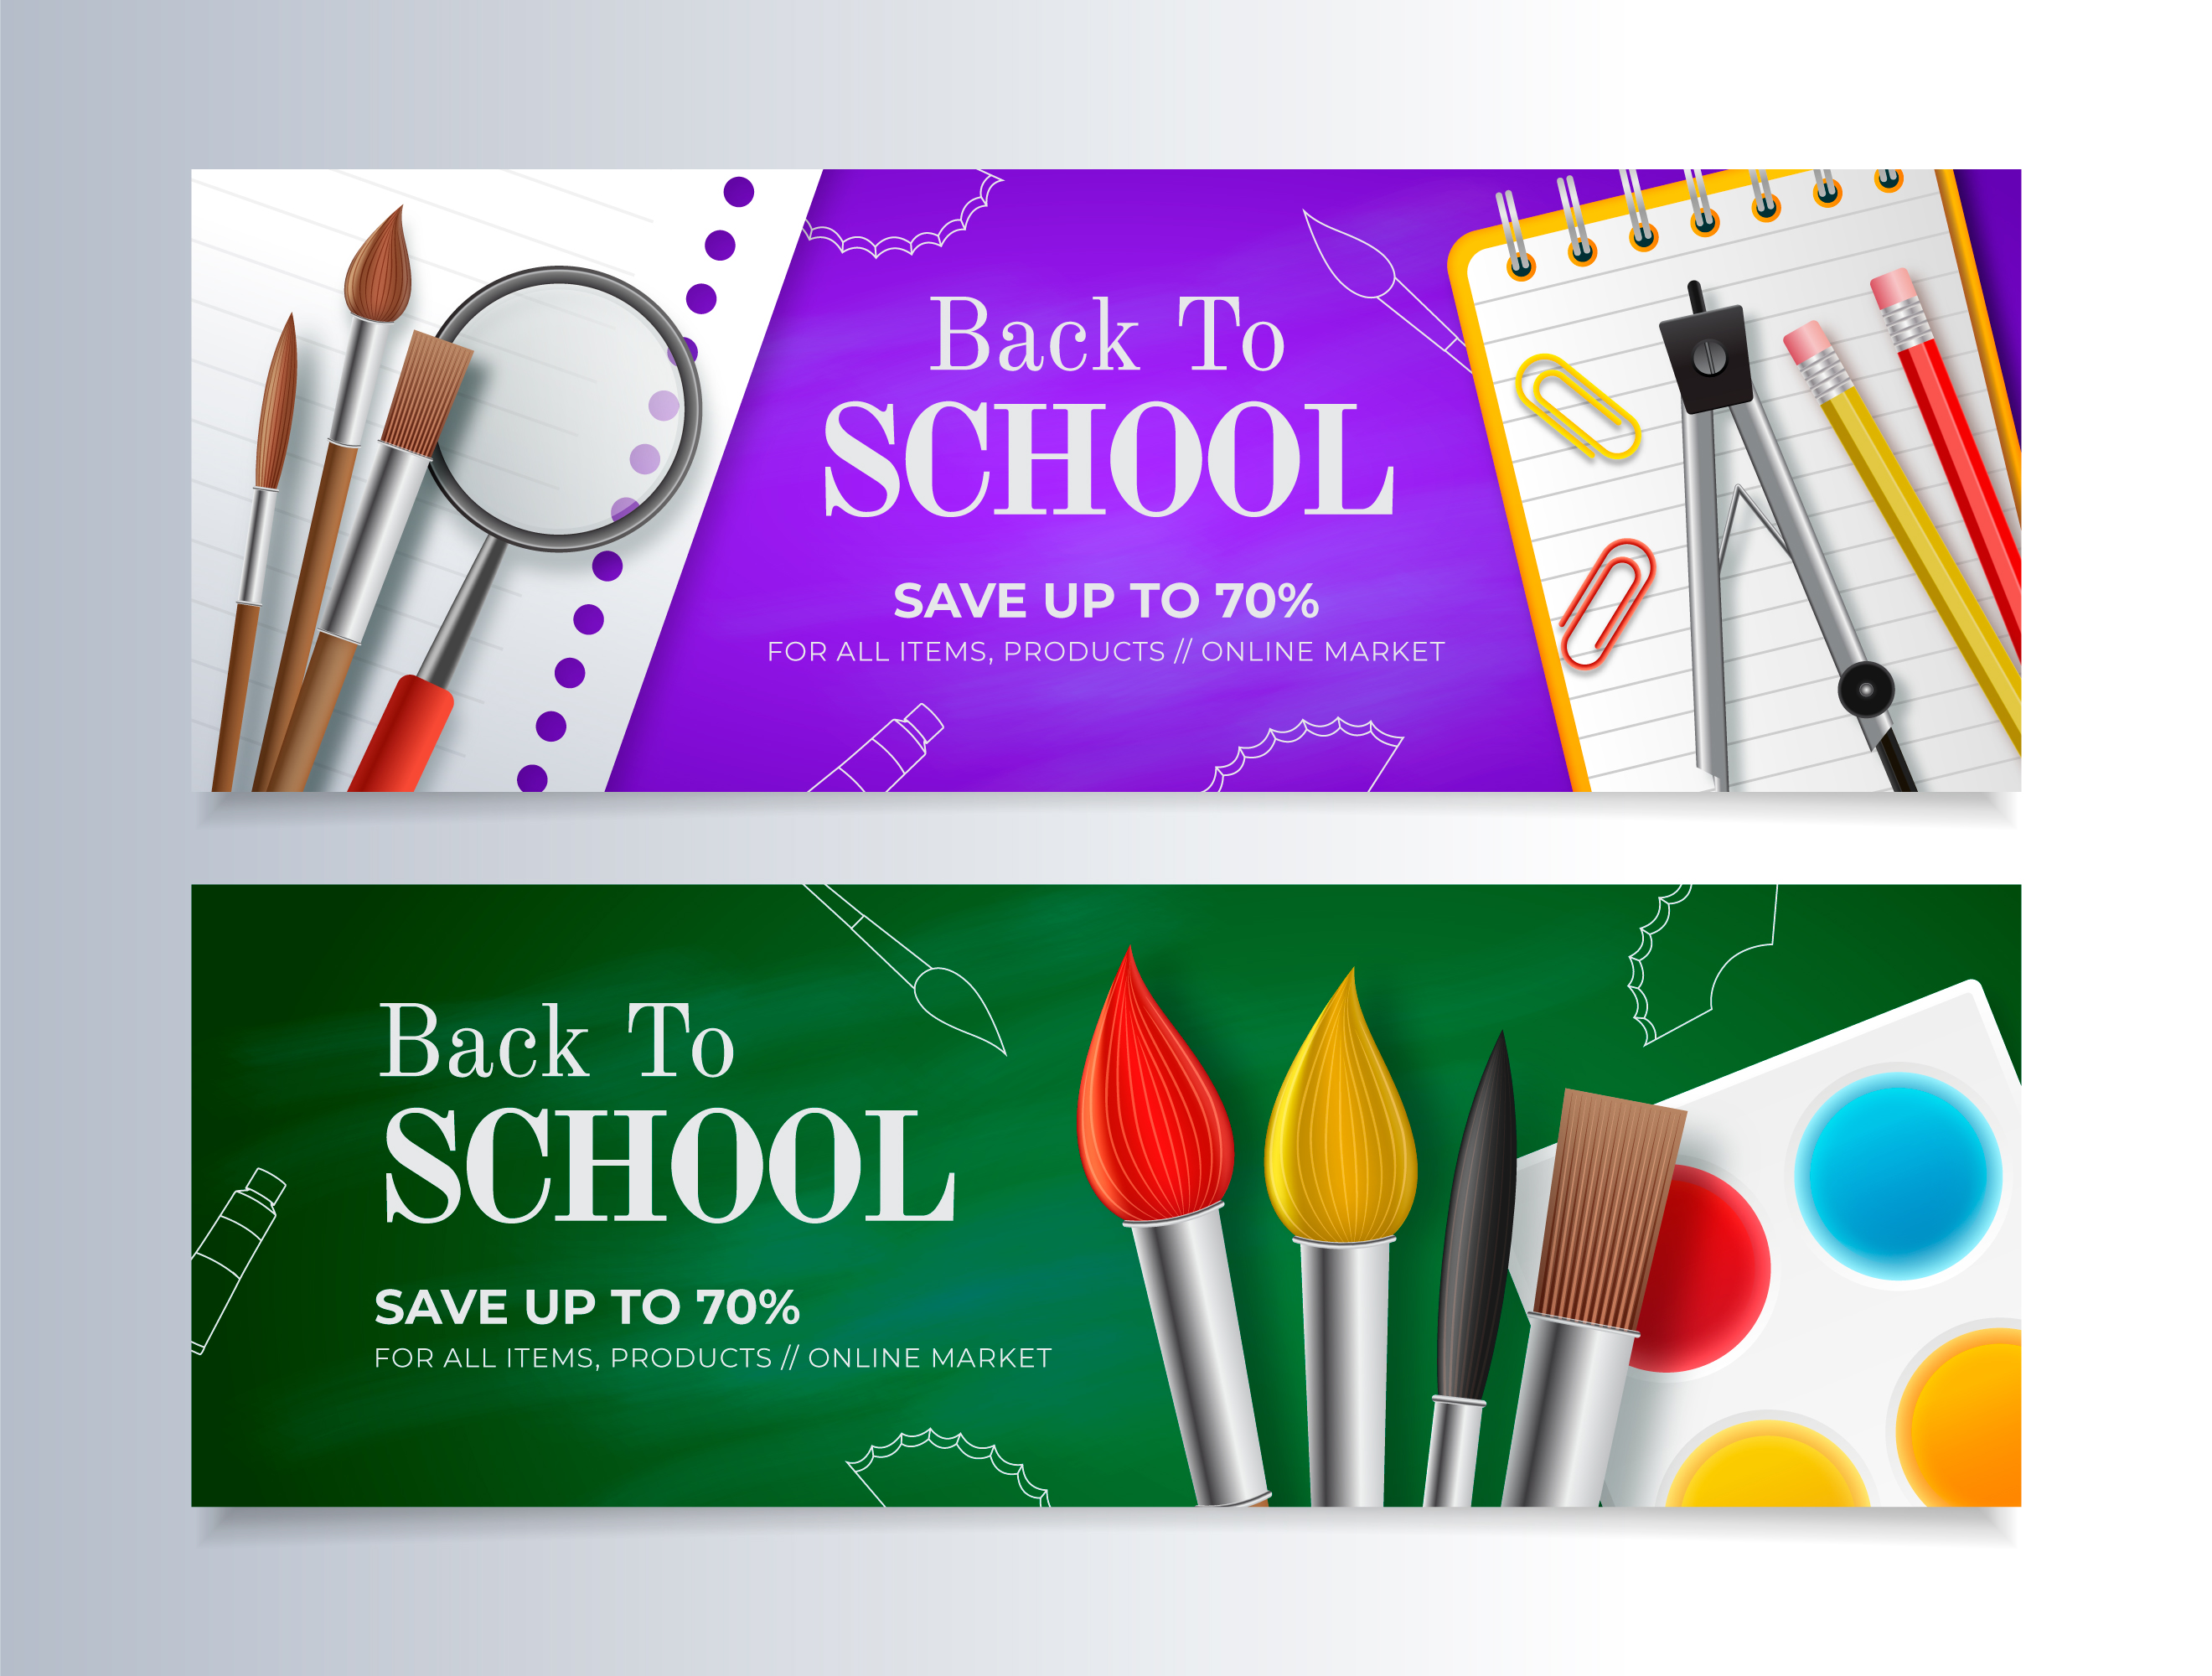 Back To
SCHOOL
SAVE UP TO 70%
FOR ALL ITEMS, PRODUCTS // ONLINE MARKET
Back To
SCHOOL
SAVE UP TO 70%
FOR ALL ITEMS, PRODUCTS // ONLINE MARKET